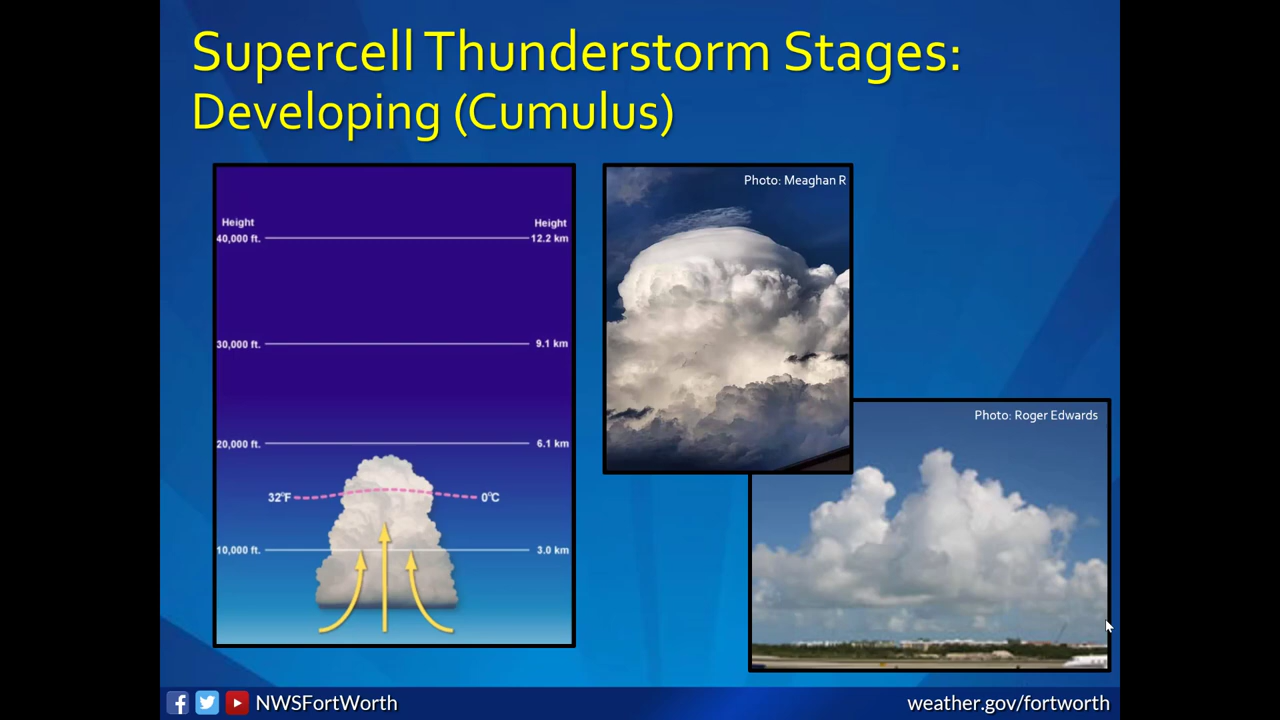 Supercell Thunderstorm Stages:
Developing (Cumulus)
Height
Height
40,000 ft.
12.2 km
30,000 ft.
9.1 km
20,000 ft.
6.1 km
32°F
0°C
10,000 ft.
3.0 km
Photo: Meaghan R
Photo: Roger Edwards
NWSFortWorth
weather.gov/fortworth